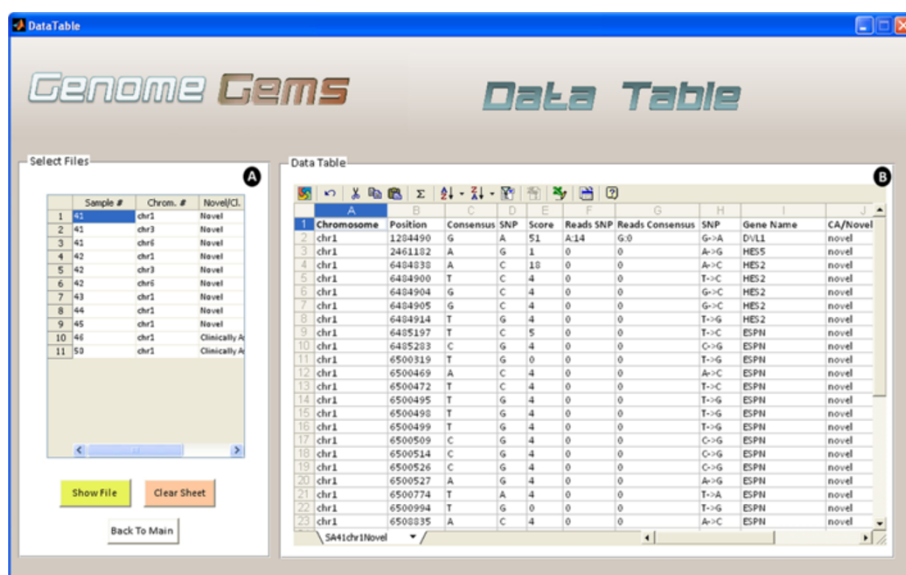 DataTable
Genome Gems
Data Table
Select Files
A
Sample # Chrom. # Novel/Cl.
1 41 chr1 Novel
2 41 chr3 Novel
3 41 chr6 Novel
4 42 chr1 Novel
5 42 chr3 Novel
6 42 chr6 Novel
7 43 chr1 Novel
8 44 chr1 Novel
9 45 chr1 Novel
10 46 chr1 Clinically A
11 50 chr1 Clinically A
Show File Clear Sheet
Back To Main
Data Table
B
A B C D E F G H I J
1 Chromosome Position Consensus SNP Score Reads SNP Reads Consensus SNP Gene Name CA/Novel
2 chr1 1284490 G A 51 A:14 G:0 G->A DVL1 novel
3 chr1 2461182 A G 1 0 0 A->G HES5 novel
4 chr1 6484838 A C 18 0 0 A->C HES2 novel
5 chr1 6484900 T C 4 0 0 T->C HES2 novel
6 chr1 6484904 G C 4 0 0 G->C HES2 novel
7 chr1 6484905 G C 4 0 0 G->C HES2 novel
8 chr1 6484914 T G 4 0 0 T->G HES2 novel
9 chr1 6485197 T C 5 0 0 T->C ESPN novel
10 chr1 6485283 C G 4 0 0 C->G ESPN novel
11 chr1 6500319 T G 0 0 0 T->G ESPN novel
12 chr1 6500469 A C 4 0 0 A->C ESPN novel
13 chr1 6500472 T C 4 0 0 T->C ESPN novel
14 chr1 6500495 T G 4 0 0 T->G ESPN novel
15 chr1 6500498 T G 4 0 0 T->G ESPN novel
16 chr1 6500499 T G 4 0 0 T->G ESPN novel
17 chr1 6500509 C G 4 0 0 C->G ESPN novel
18 chr1 6500514 C G 4 0 0 C->G ESPN novel
19 chr1 6500526 C G 4 0 0 C->G ESPN novel
20 chr1 6500527 A G 4 0 0 A->G ESPN novel
21 chr1 6500774 T A 4 0 0 T->A ESPN novel
22 chr1 6500994 T G 0 0 0 T->G ESPN novel
23 chr1 6508835 A C 4 0 0 A->C ESPN novel
SA41chr1Novel